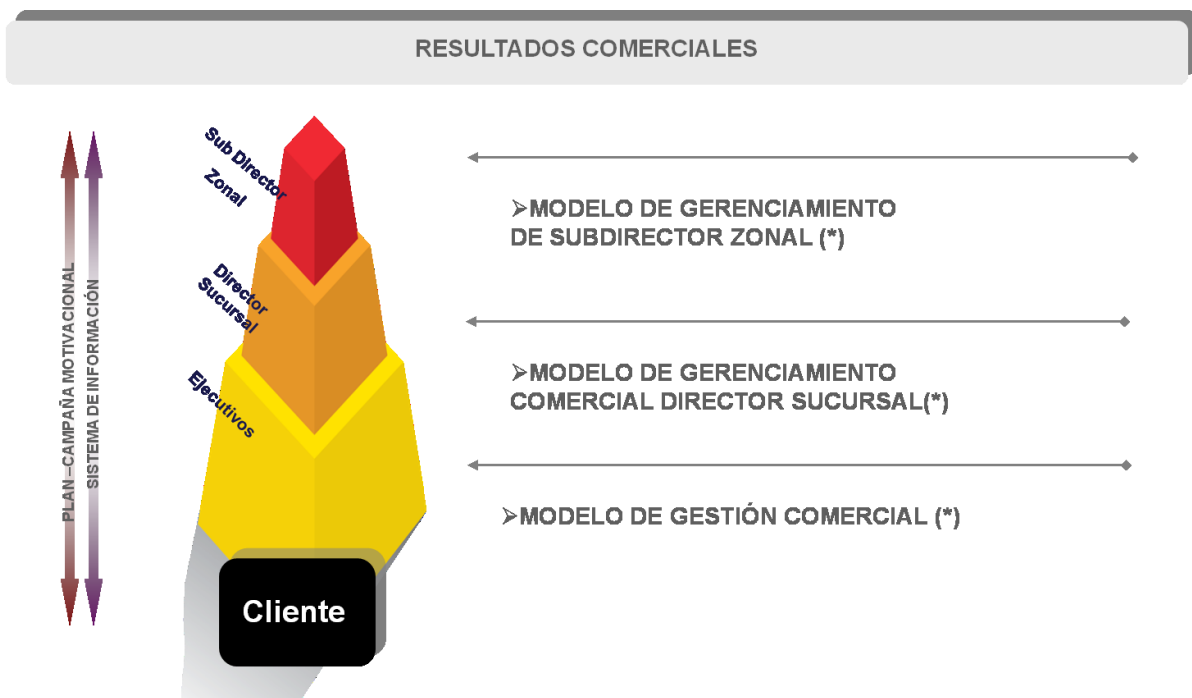 RESULTADOS COMERCIALES
PLAN –CAMPAÑA MOTIVACIONAL
SISTEMA DE INFORMACIÓN
Sub Director
Zonal
Director
Sucursal
Ejecutivos
Cliente
➢MODELO DE GERENCIAMIENTO
DE SUBDIRECTOR ZONAL (*)
➢MODELO DE GERENCIAMIENTO
COMERCIAL DIRECTOR SUCURSAL(*)
➢MODELO DE GESTIÓN COMERCIAL (*)